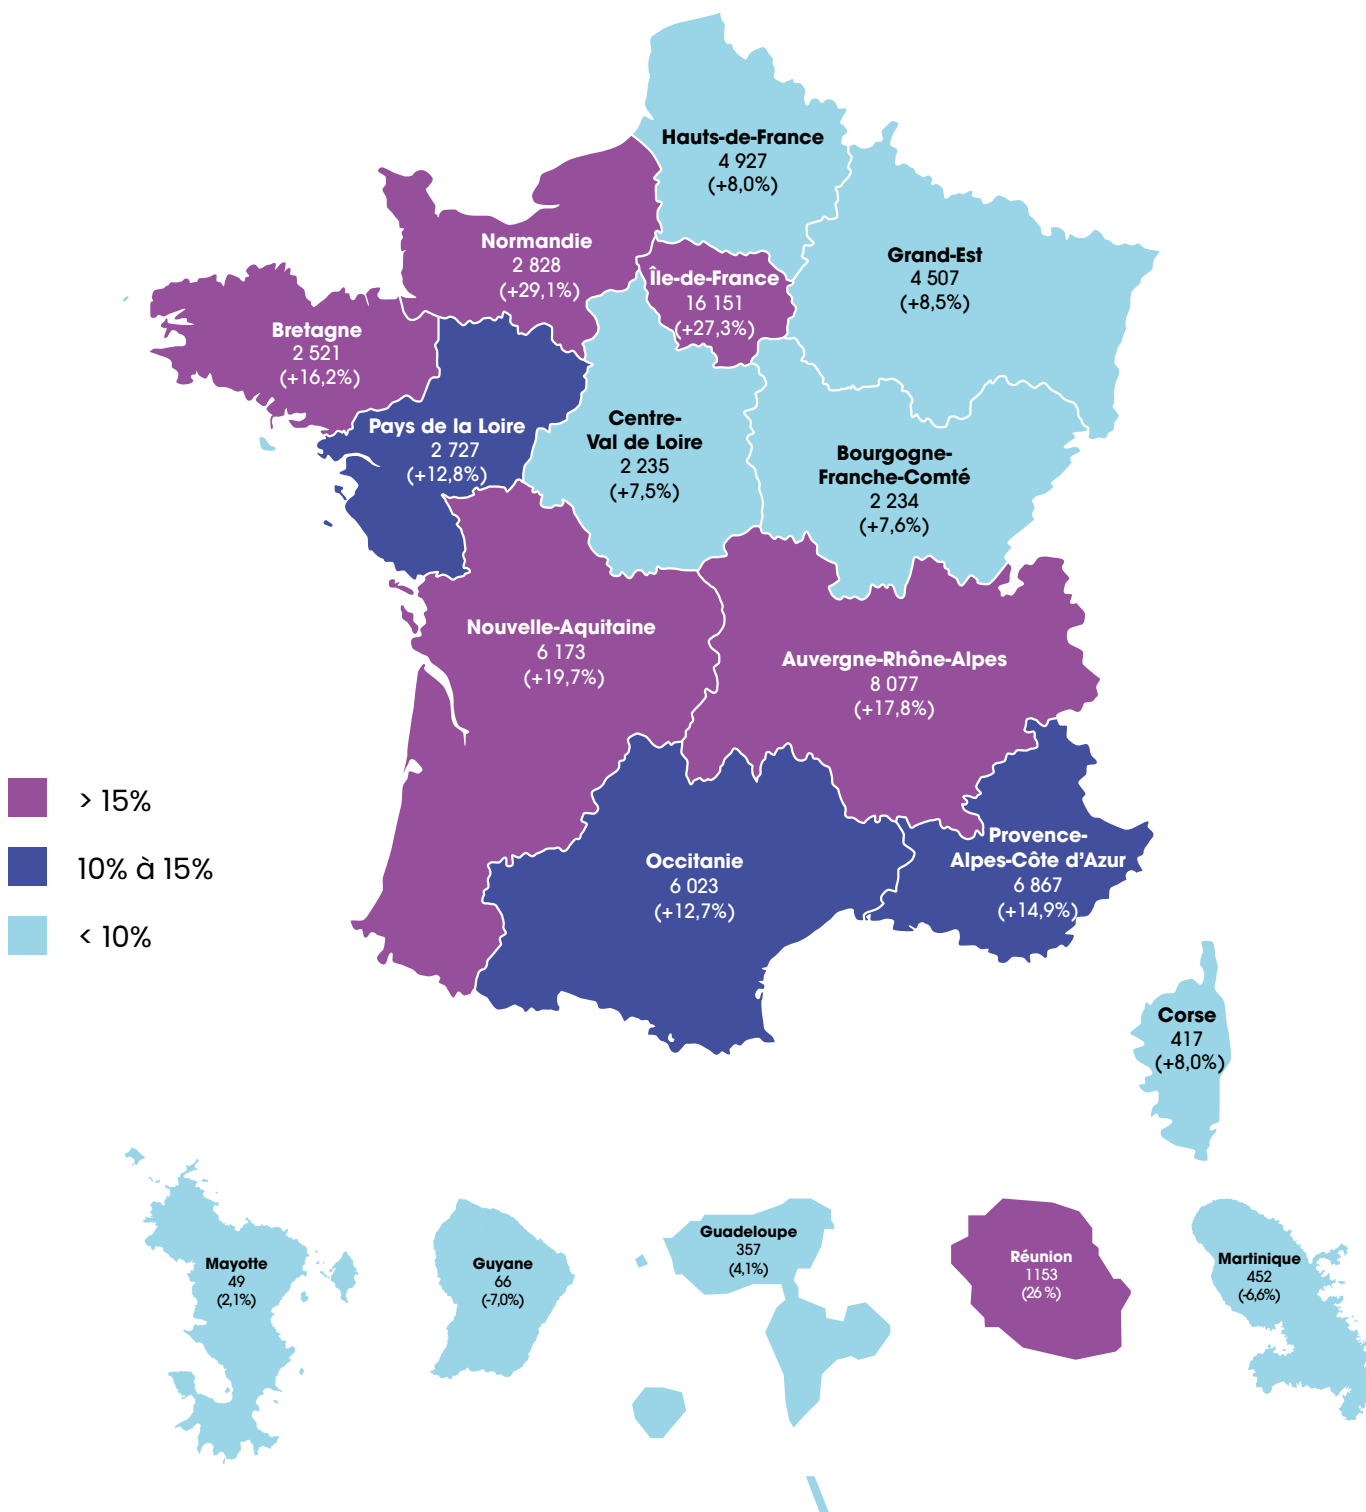 Hauts-de-France
4 927
(+8,0%)
Normandie
2 828
(+29,1%)
Île-de-France
16 151
(+27,3%)
Grand-Est
4 507
(+8,5%)
Bretagne
2 521
(+16,2%)
Pays de la Loire
2 727
(+12,8%)
Centre-
Val de Loire
2 235
(+7,5%)
Bourgogne-
Franche-Comté
2 234
(+7,6%)
Nouvelle-Aquitaine
6 173
(+19,7%)
Auvergne-Rhône-Alpes
8 077
(+17,8%)
> 15%
10% à 15%
< 10%
Occitanie
6 023
(+12,7%)
Provence-
Alpes-Côte d'Azur
6 867
(+14,9%)
Corse
417
(+8,0%)
Mayotte
49
(2,1%)
Guyane
66
(-7,0%)
Guadeloupe
357
(4,1%)
Réunion
1153
(26 %)
Martinique
452
(-6,6%)